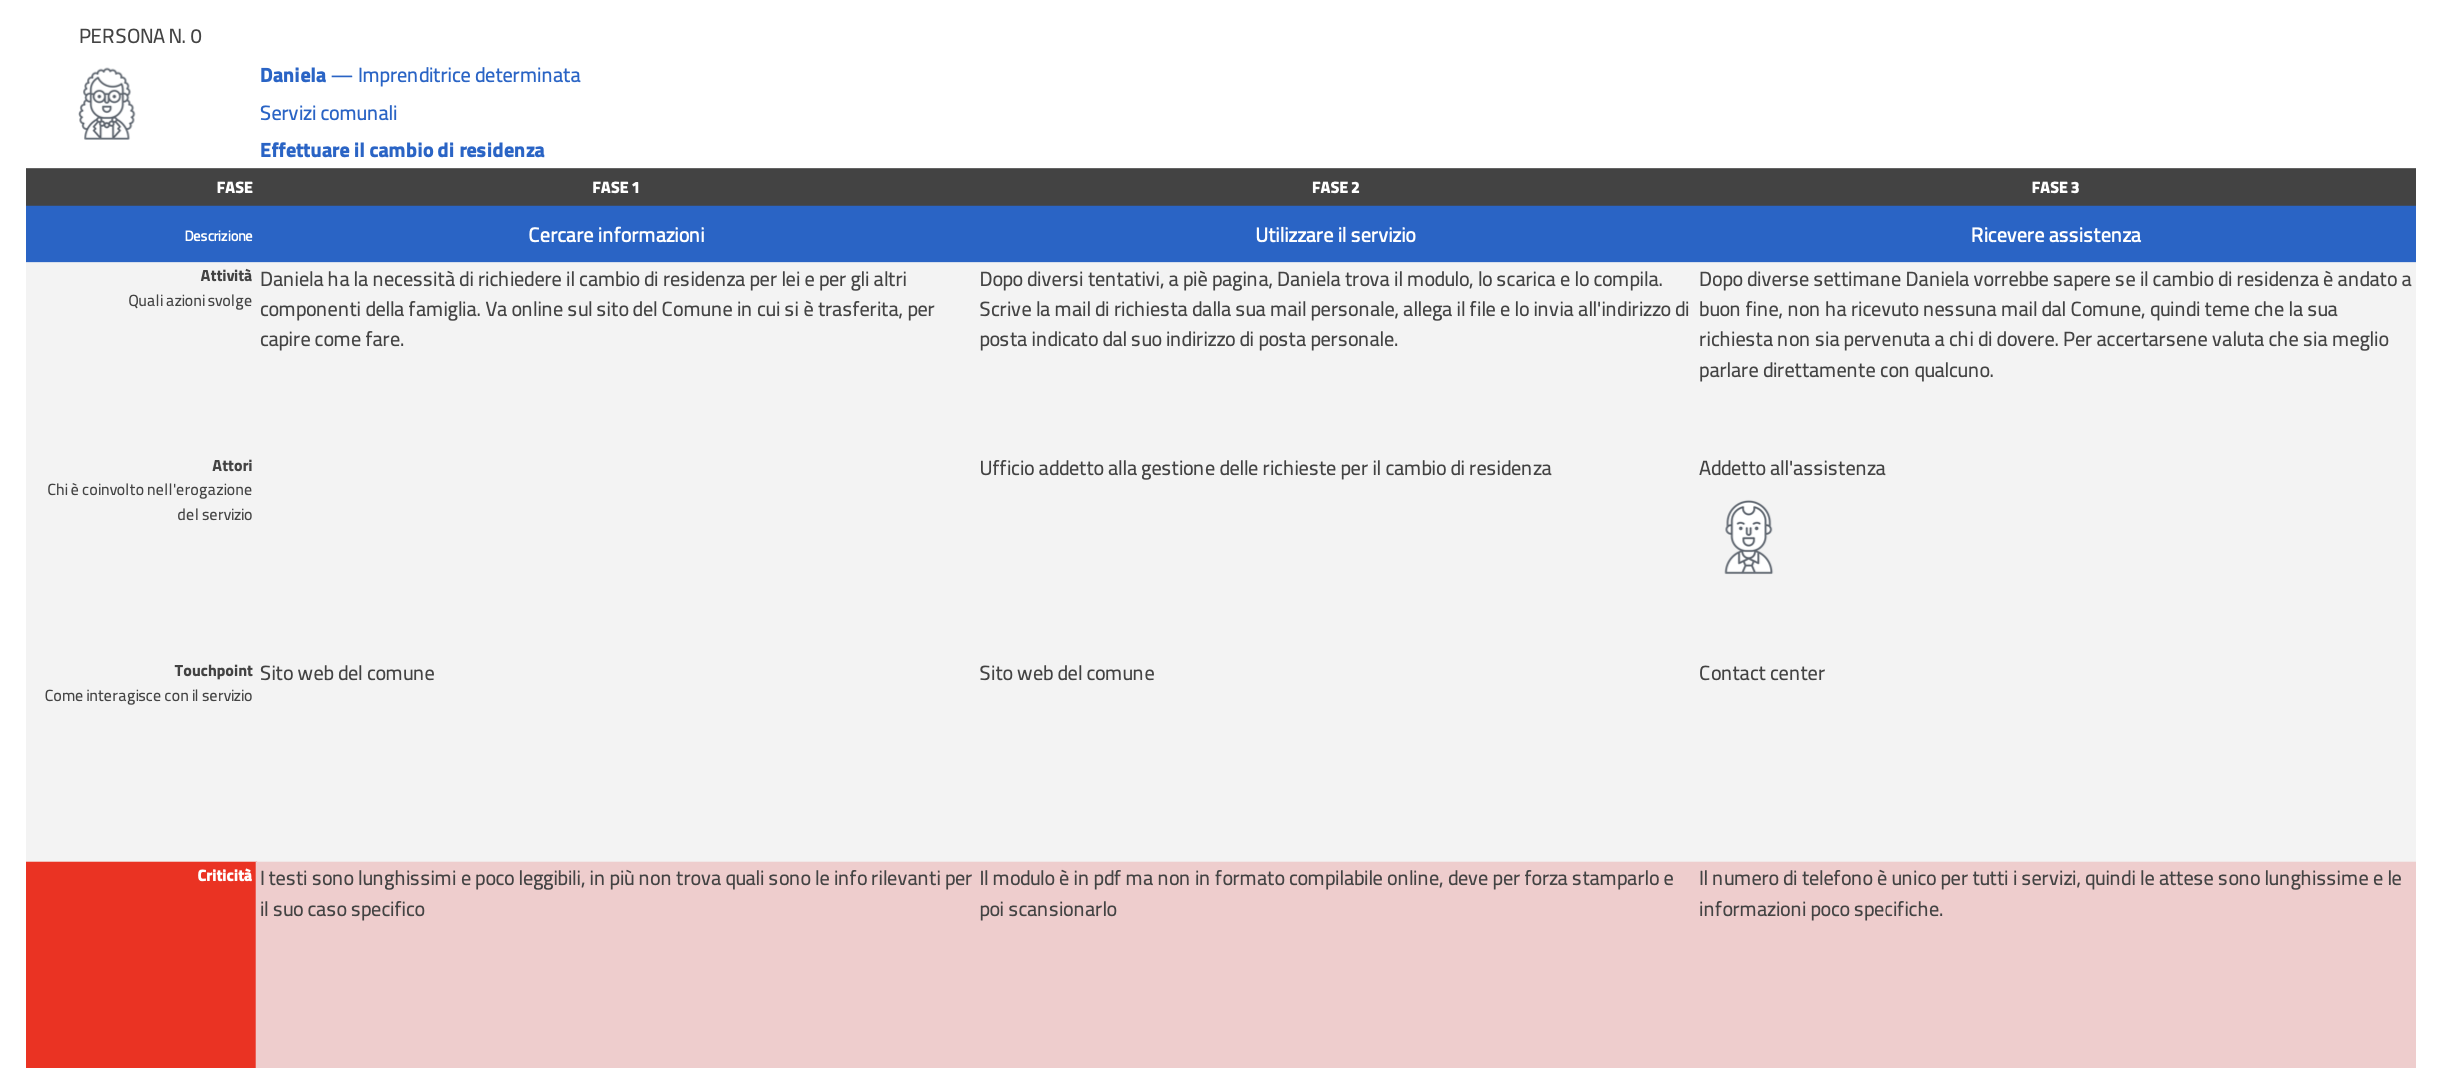 PERSONA N. 0
Daniela — Imprenditrice determinata
Servizi comunali
Effettuare il cambio di residenza
FASE
FASE 1
FASE 2
FASE 3
Descrizione
Cercare informazioni
Utilizzare il servizio
Ricevere assistenza
Attività
Quali azioni svolge
Daniela ha la necessità di richiedere il cambio di residenza per lei e per gli altri
componenti della famiglia. Va online sul sito del Comune in cui si è trasferita, per
capire come fare.
Dopo diversi tentativi, a piè pagina, Daniela trova il modulo, lo scarica e lo compila.
Scrive la mail di richiesta dalla sua mail personale, allega il file e lo invia all'indirizzo di
posta indicato dal suo indirizzo di posta personale.
Dopo diverse settimane Daniela vorrebbe sapere se il cambio di residenza è andato a
buon fine, non ha ricevuto nessuna mail dal Comune, quindi teme che la sua
richiesta non sia pervenuta a chi di dovere. Per accertarsene valuta che sia meglio
parlare direttamente con qualcuno.
Attori
Chi è coinvolto nell'erogazione
del servizio
Ufficio addetto alla gestione delle richieste per il cambio di residenza
Addetto all'assistenza
Touchpoint
Come interagisce con il servizio
Sito web del comune
Sito web del comune
Contact center
Criticità
I testi sono lunghissimi e poco leggibili, in più non trova quali sono le info rilevanti per
il suo caso specifico
Il modulo è in pdf ma non in formato compilabile online, deve per forza stamparlo e
poi scansionarlo
Il numero di telefono è unico per tutti i servizi, quindi le attese sono lunghissime e le
informazioni poco specifiche.